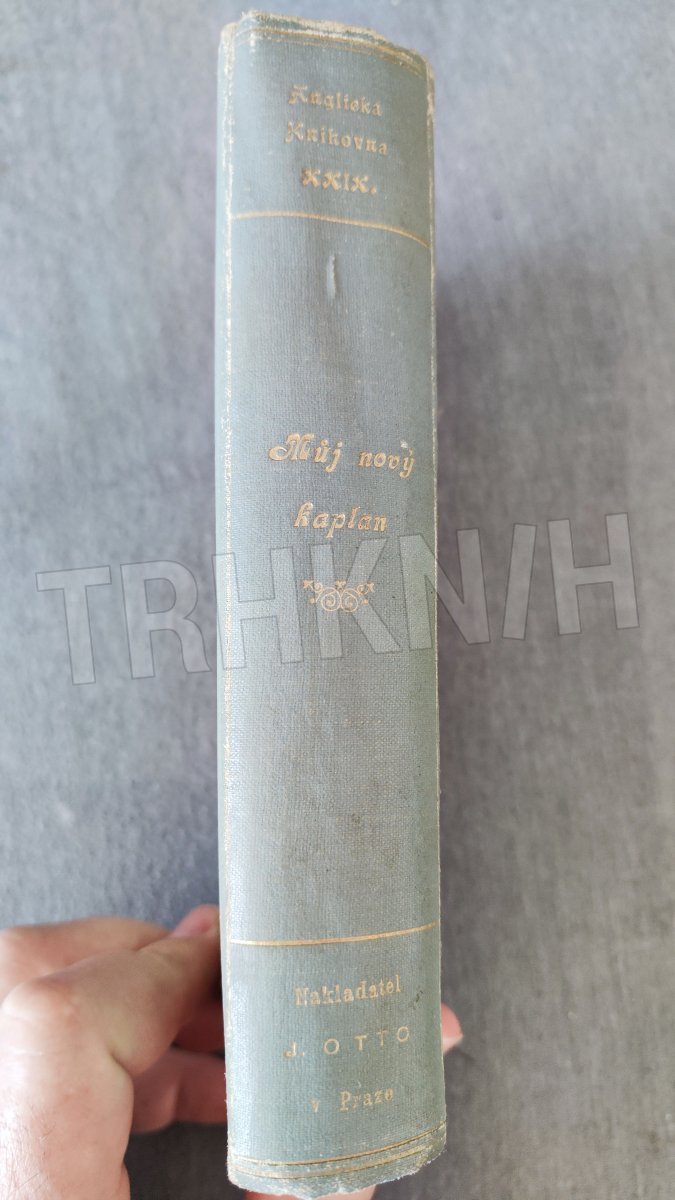 Anglická
Knihovna
XXIX.
Můj nový
kaplan
TRHKNIH
Nakladatel
J. OTTO
v Praze